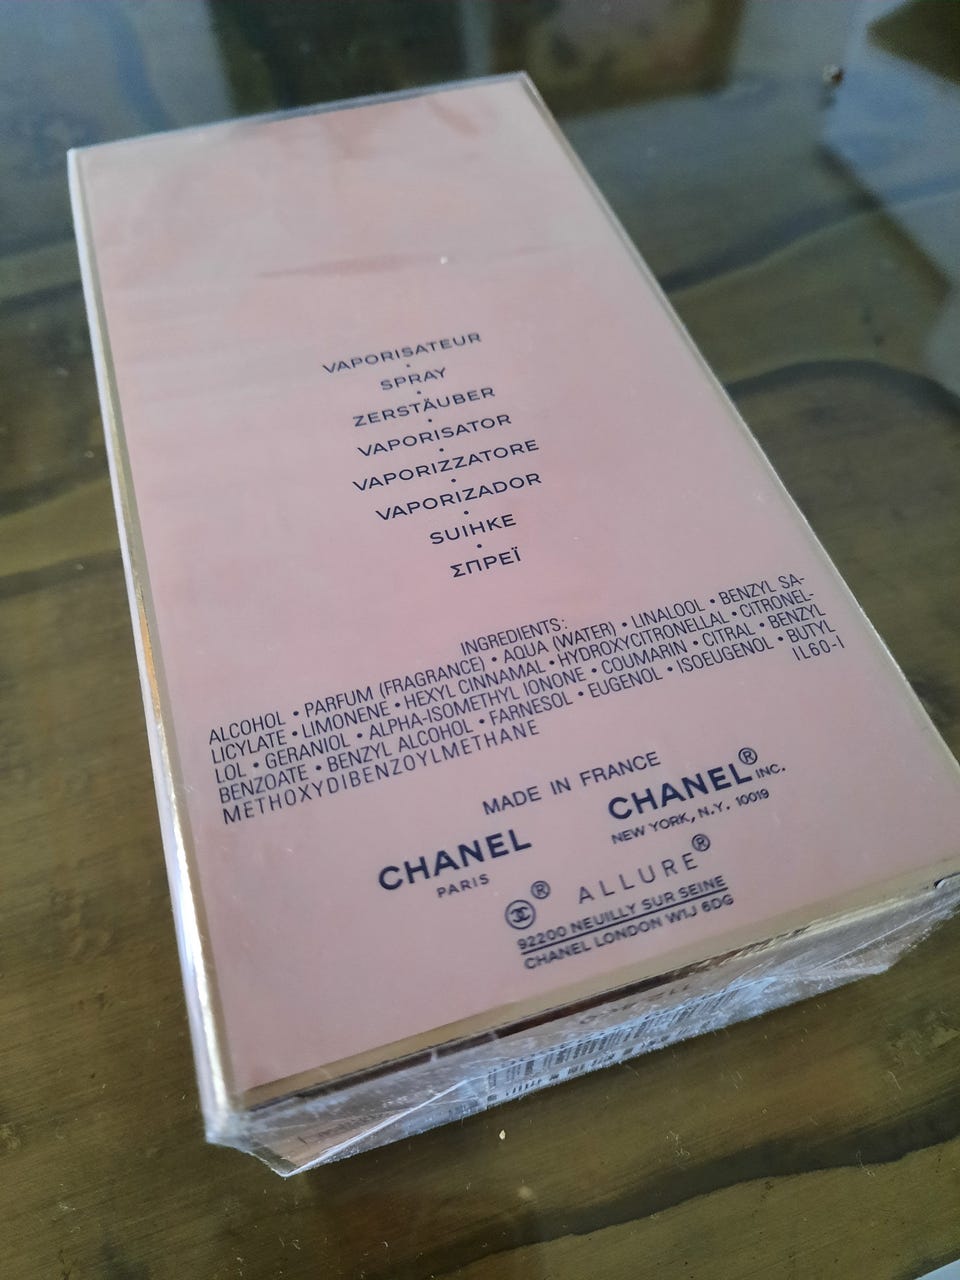 VAPORISATEUR
•
SPRAY
•
ZERSTÄUBER
•
VAPORISATOR
•
VAPORIZZATORE
•
VAPORIZADOR
•
SUIHKE
•
ΣΠΡΕΪ
INGREDIENTS:
ALCOHOL • PARFUM (FRAGRANCE) • AQUA (WATER) • LINALOOL • BENZYL SA-
LICYLATE • LIMONENE • HEXYL CINNAMAL • HYDROXYCITRONELLAL • CITRONEL-
LOL • GERANIOL • ALPHA-ISOMETHYL IONONE • COUMARIN • CITRAL • BENZYL
BENZOATE • BENZYL ALCOHOL • FARNESOL • EUGENOL • ISOEUGENOL • BUTYL
METHOXYDIBENZOYLMETHANE
IL60-1
MADE IN FRANCE
CHANEL CHANEL® INC.
PARIS NEW YORK, N.Y. 10019
® ALLURE®
92200 NEUILLY SUR SEINE
CHANEL LONDON W1J 6DG